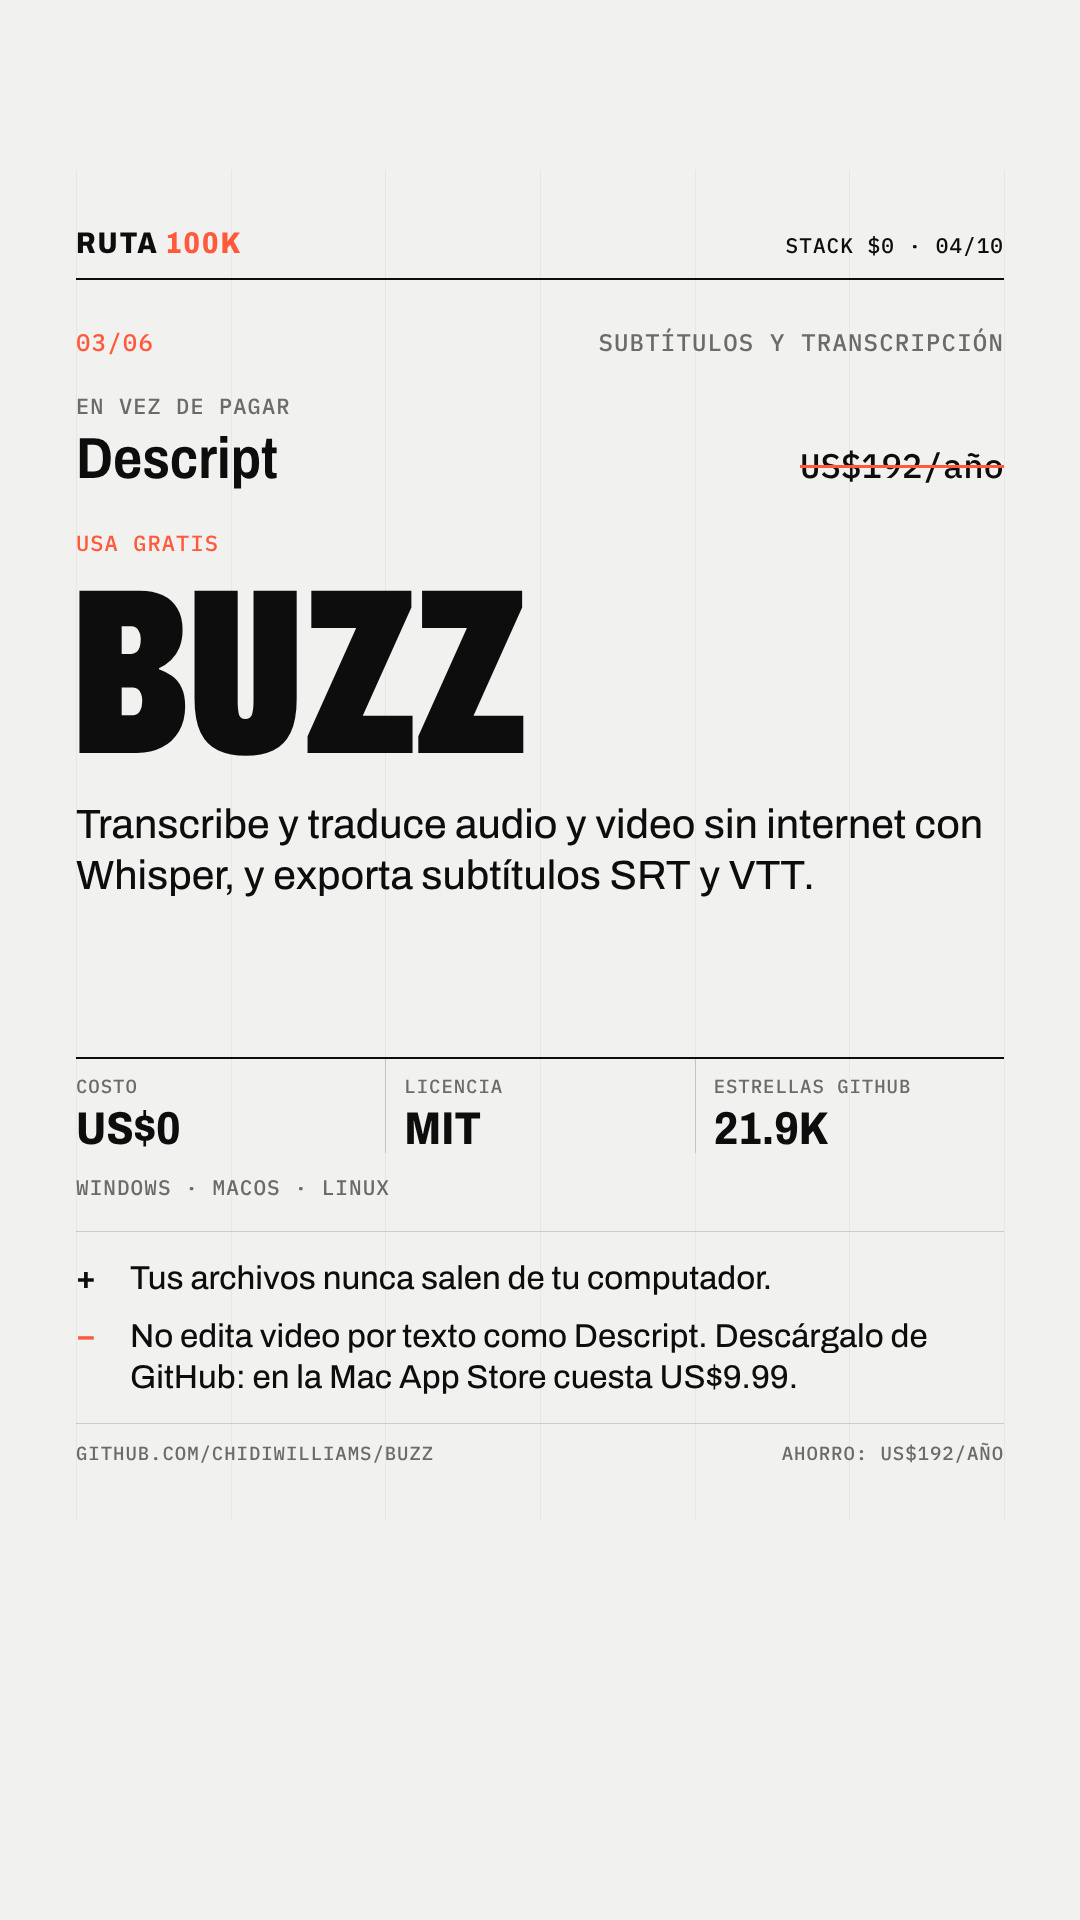 RUTA 100K
STACK $0 · 04/10
03/06
SUBTÍTULOS Y TRANSCRIPCIÓN
EN VEZ DE PAGAR
Descript
US$192/año
USA GRATIS
BUZZ
Transcribe y traduce audio y video sin internet con
Whisper, y exporta subtítulos SRT y VTT.
COSTO
US$0
LICENCIA
MIT
ESTRELLAS GITHUB
21.9K
WINDOWS · MACOS · LINUX
+ Tus archivos nunca salen de tu computador.
– No edita video por texto como Descript. Descárgalo de
GitHub: en la Mac App Store cuesta US$9.99.
GITHUB.COM/CHIDIWILLIAMS/BUZZ
AHORRO: US$192/AÑO